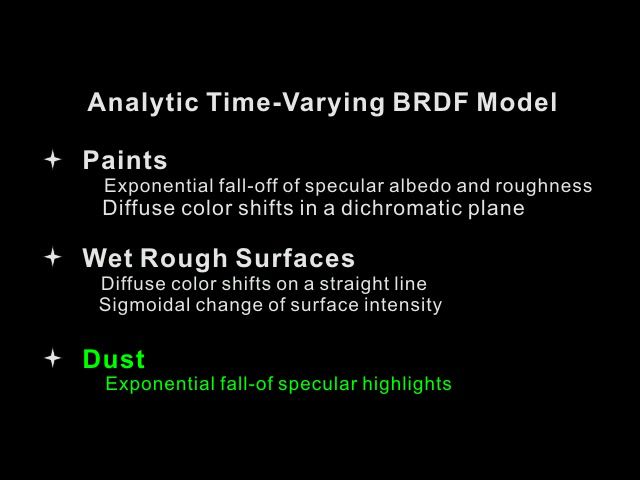 Analytic Time-Varying BRDF Model
Paints
Exponential fall-off of specular albedo and roughness
Diffuse color shifts in a dichromatic plane
Wet Rough Surfaces
Diffuse color shifts on a straight line
Sigmoidal change of surface intensity
Dust
Exponential fall-of specular highlights